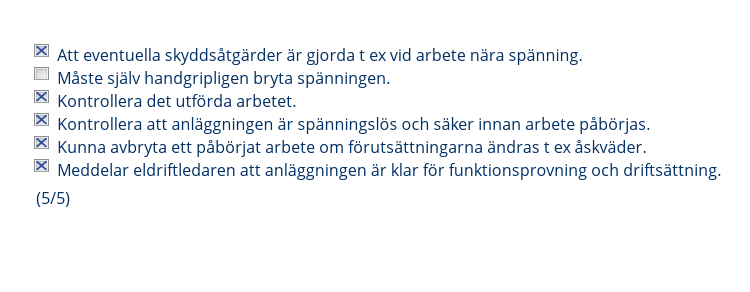 Att eventuella skyddsåtgärder är gjorda t ex vid arbete nära spänning.
Måste själv handgripligen bryta spänningen.
Kontrollera det utförda arbetet.
Kontrollera att anläggningen är spänningslös och säker innan arbete påbörjas.
Kunna avbryta ett påbörjat arbete om förutsättningarna ändras t ex åskväder.
Meddelar eldriftledaren att anläggningen är klar för funktionsprovning och driftsättning.
(5/5)